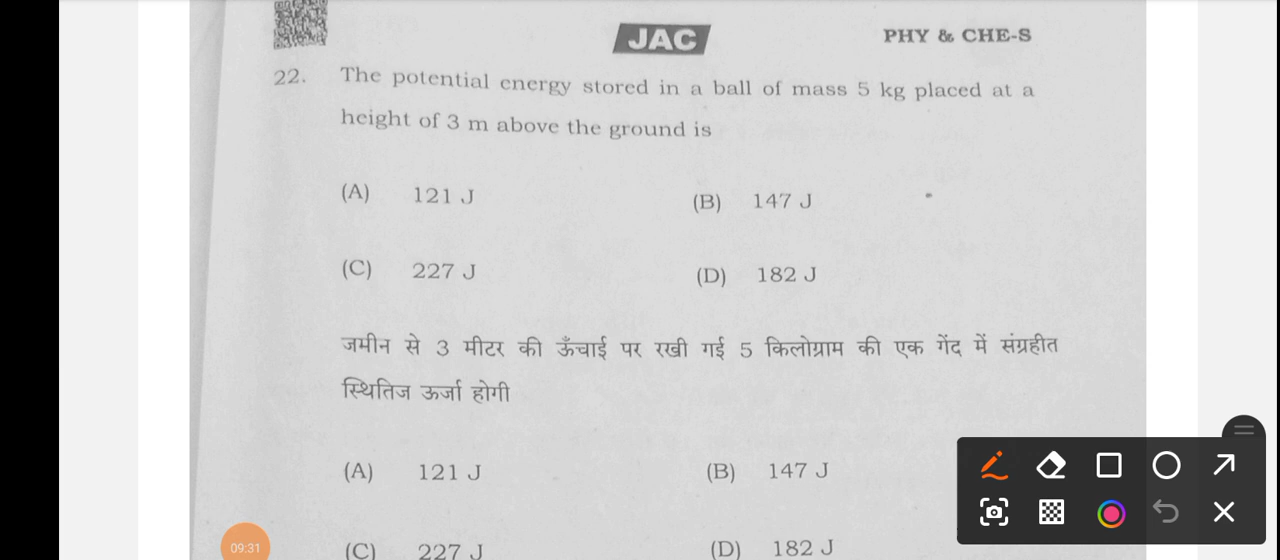 JAC
PHY & CHE-S
22. The potential energy stored in a ball of mass 5 kg placed at a
height of 3 m above the ground is
(A) 121 J (B) 147 J
(C) 227 J (D) 182 J
जमीन से 3 मीटर की ऊँचाई पर रखी गई 5 किलोग्राम की एक गेंद में संग्रहीत
स्थितिज ऊर्जा होगी
(A) 121 J (B) 147 J
(C) 227 J (D) 182 J
09:31